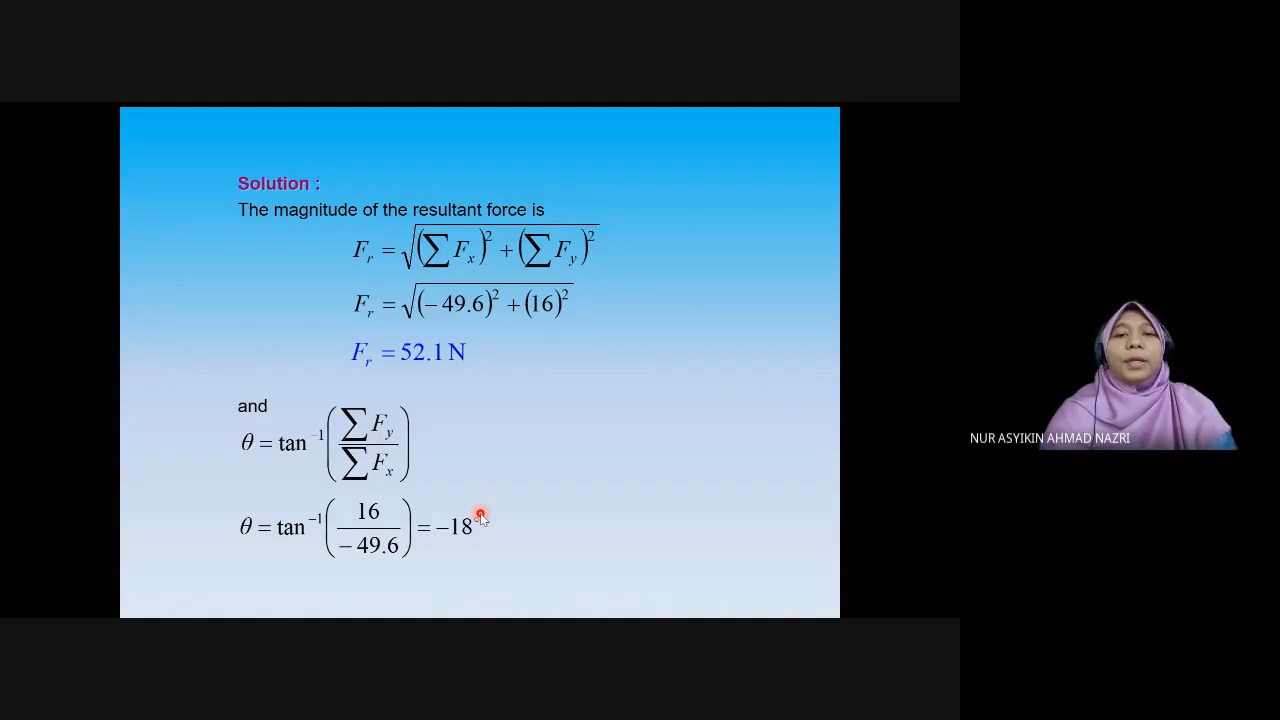 Solution :
The magnitude of the resultant force is
F_r = √((∑F_x)² + (∑F_y)²)
F_r = √((−49.6)² + (16)²)
F_r = 52.1 N
and
θ = tan⁻¹(∑F_y / ∑F_x)
θ = tan⁻¹(16 / −49.6) = −18°
NUR ASYIKIN AHMAD NAZRI